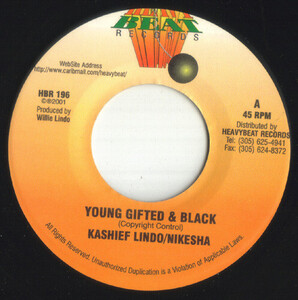 HEAVY
BEAT
RECORDS
WebSite Address
http://www.caribmall.com/heavybeat/
HBR 196
©℗2001
Produced by
Willie Lindo
A
45 RPM
Distributed by
HEAVYBEAT RECORDS
Tel: (305) 625-4941
Fax: (305) 624-8372
YOUNG GIFTED & BLACK
(Copyright Control)
KASHIEF LINDO/NIKESHA
All Rights Reserved. Unauthorized Duplication is a Violation of Applicable Laws.